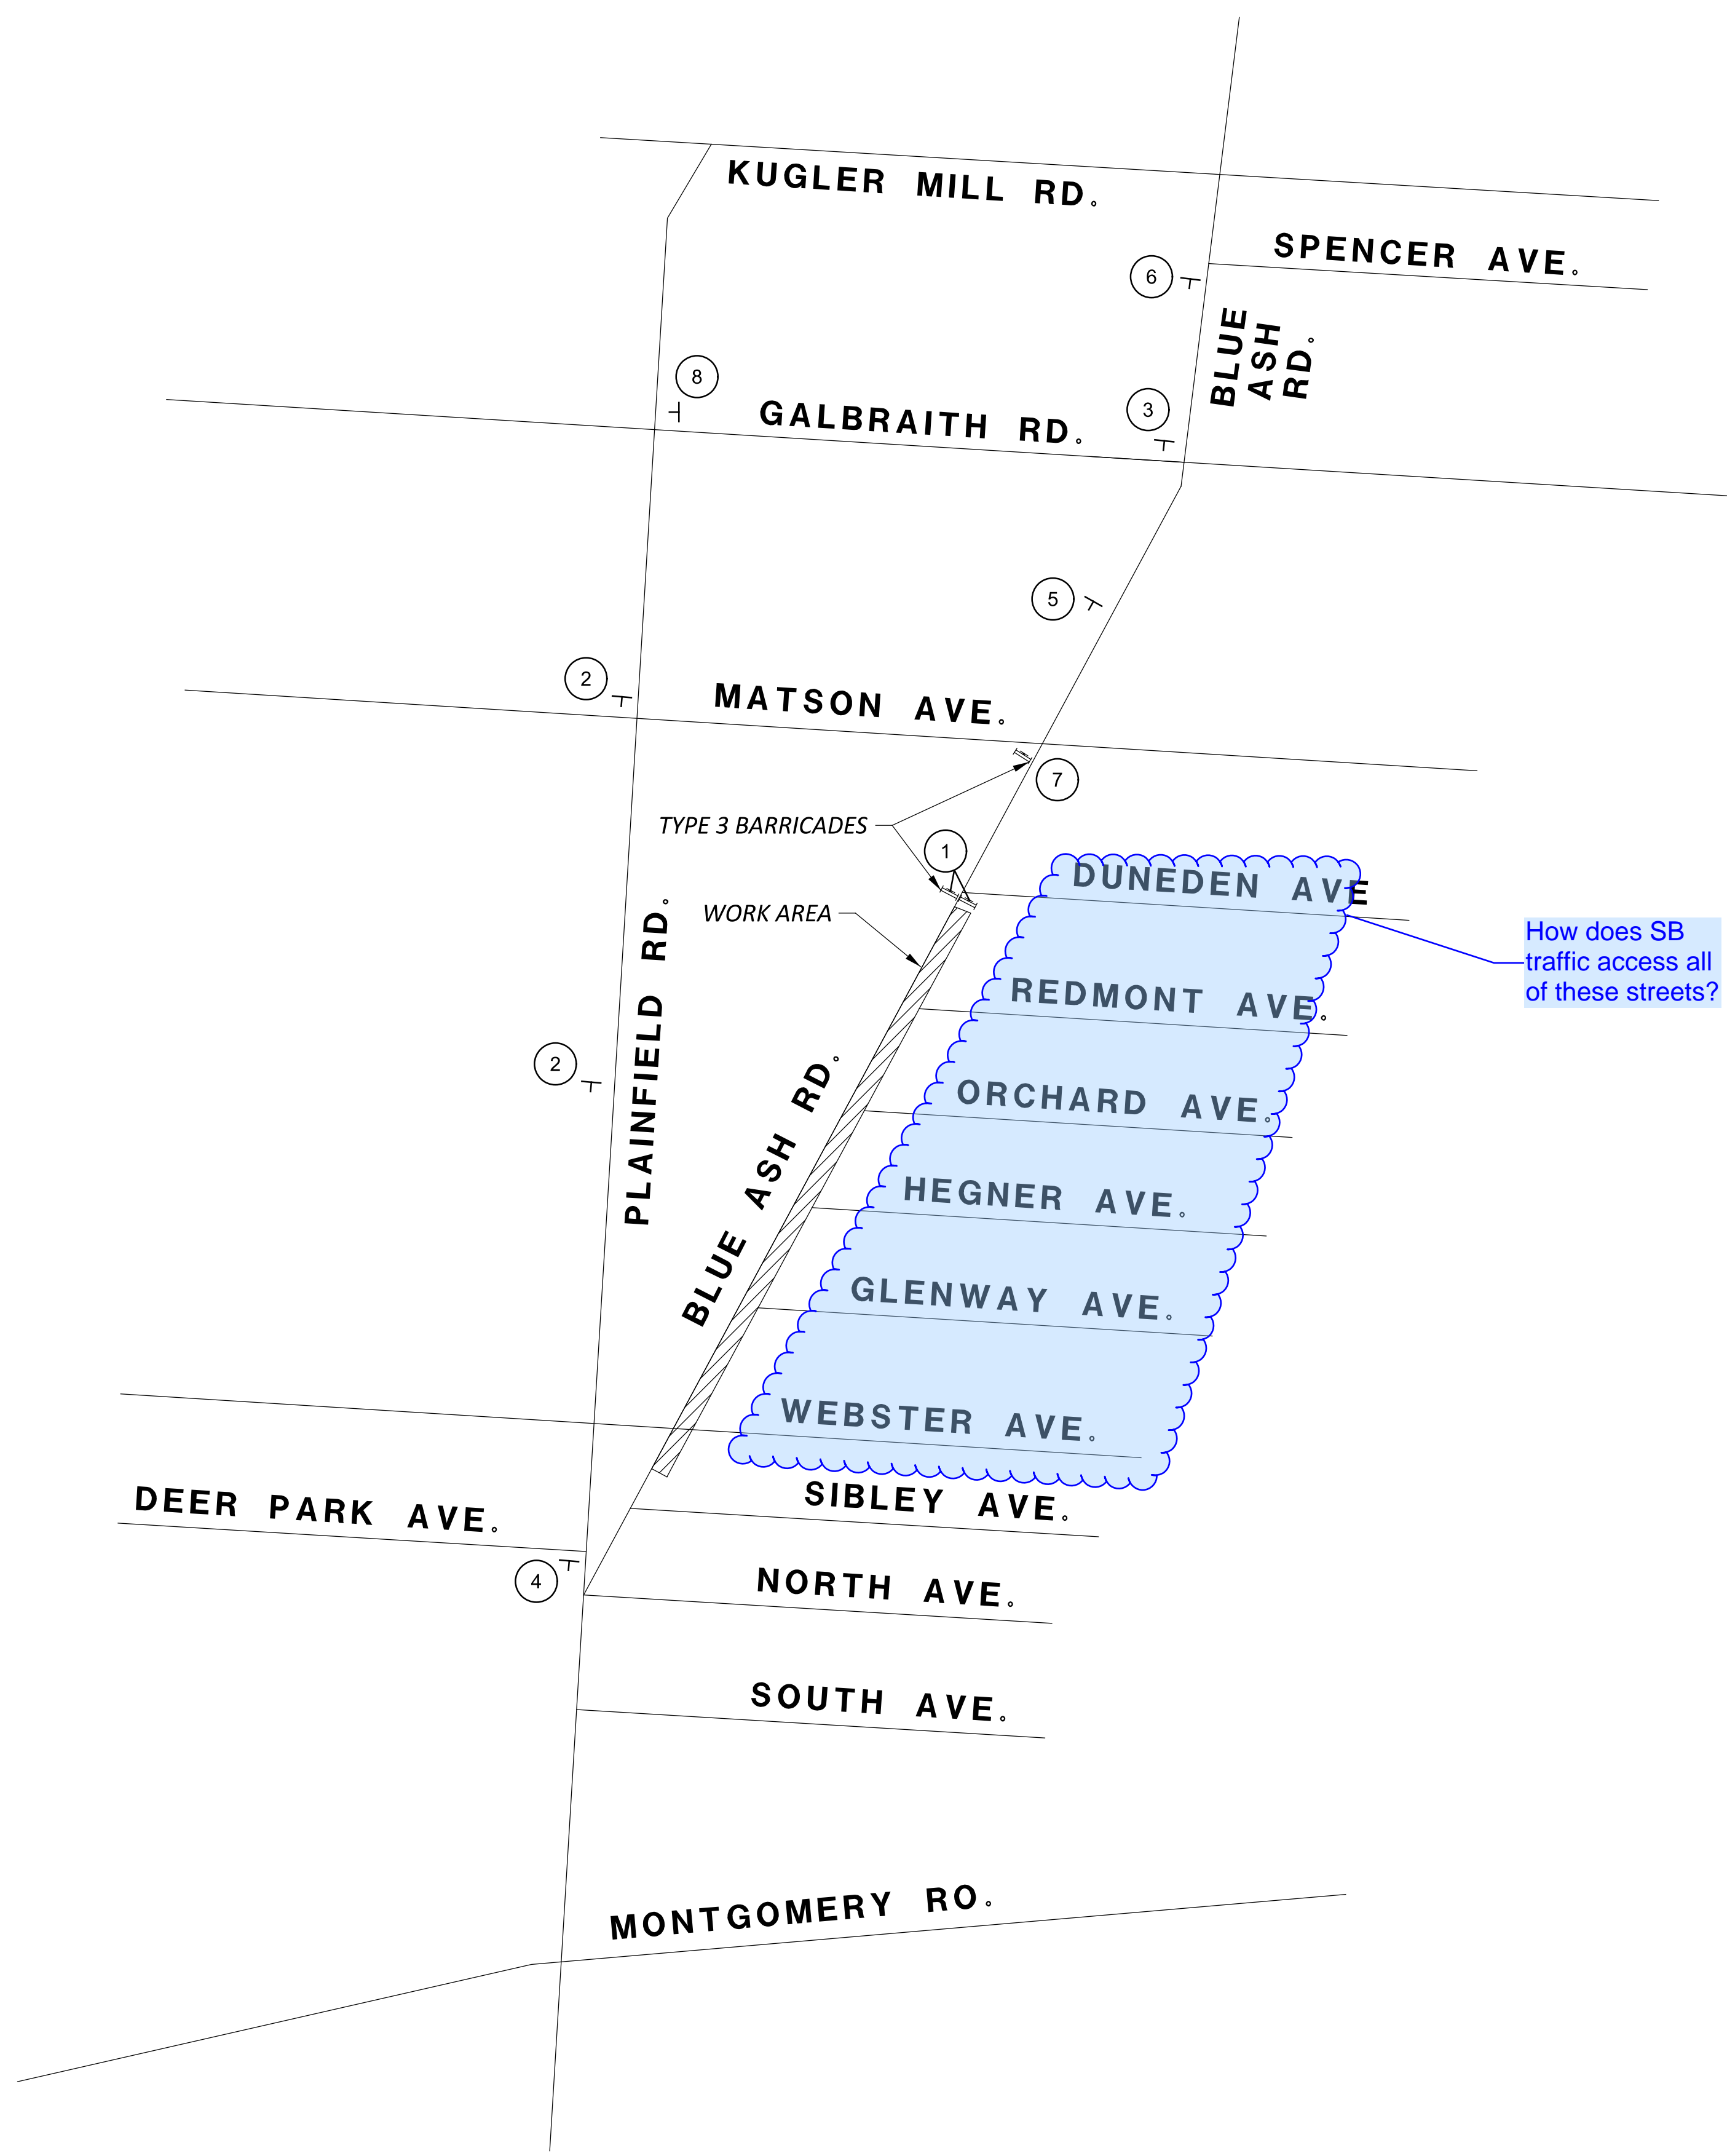 KUGLER MILL RD.
SPENCER AVE.
6
BLUE
ASH
RD.
8
GALBRAITH RD.
3
5
2
MATSON AVE.
7
TYPE 3 BARRICADES
1
DUNEDEN AVE
WORK AREA
How does SB
traffic access all
of these streets?
REDMONT AVE.
2
PLAINFIELD RD.
ORCHARD AVE.
BLUE ASH RD.
HEGNER AVE.
GLENWAY AVE.
WEBSTER AVE.
DEER PARK AVE.
SIBLEY AVE.
4
NORTH AVE.
SOUTH AVE.
MONTGOMERY RO.